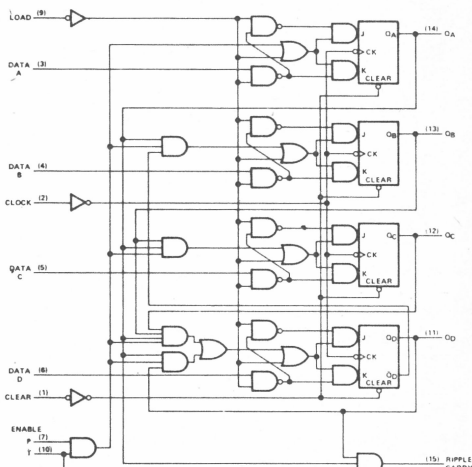 LOAD (9)
J QA (14) QA
CK
DATA A (3)
K CLEAR
J QB (13) QB
CK
DATA B (4)
K CLEAR
CLOCK (2)
J QC (12) QC
CK
DATA C (5)
K CLEAR
J QD (11) QD
CK
DATA D (6)
K Q̅D CLEAR
CLEAR (1)
ENABLE
P (7)
T (10)
(15) RIPPLE